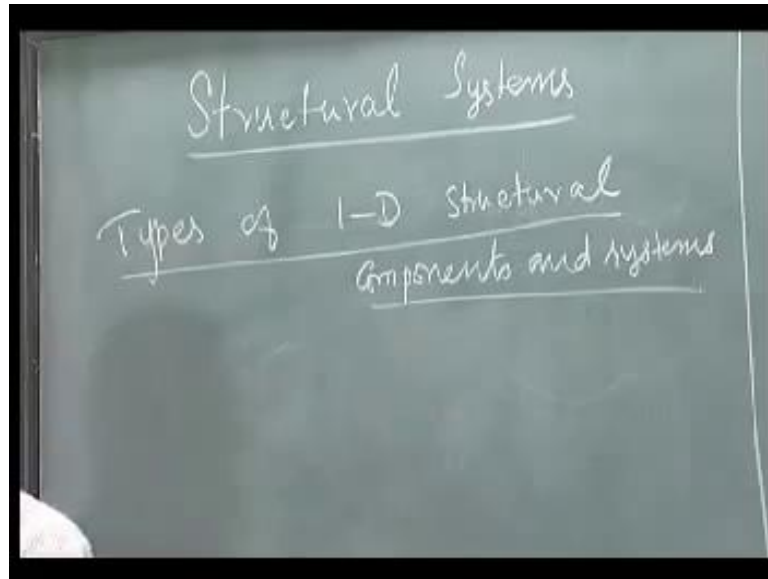 Structural Systems
Types of 1-D Structural
Components and systems